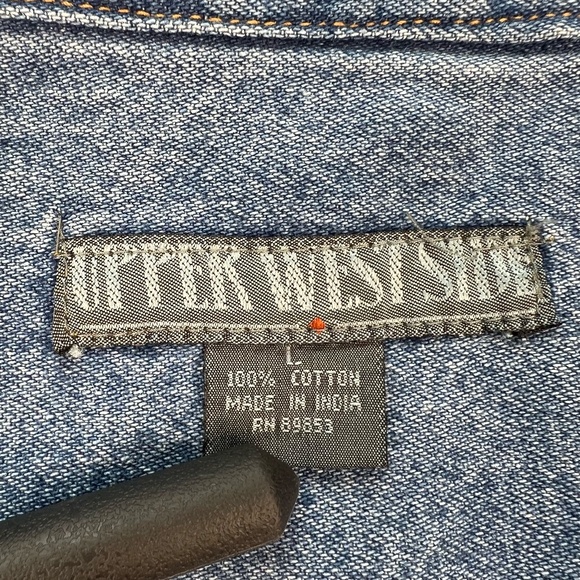 UPPER WEST SIDE
L
100% COTTON
MADE IN INDIA
RN 89853